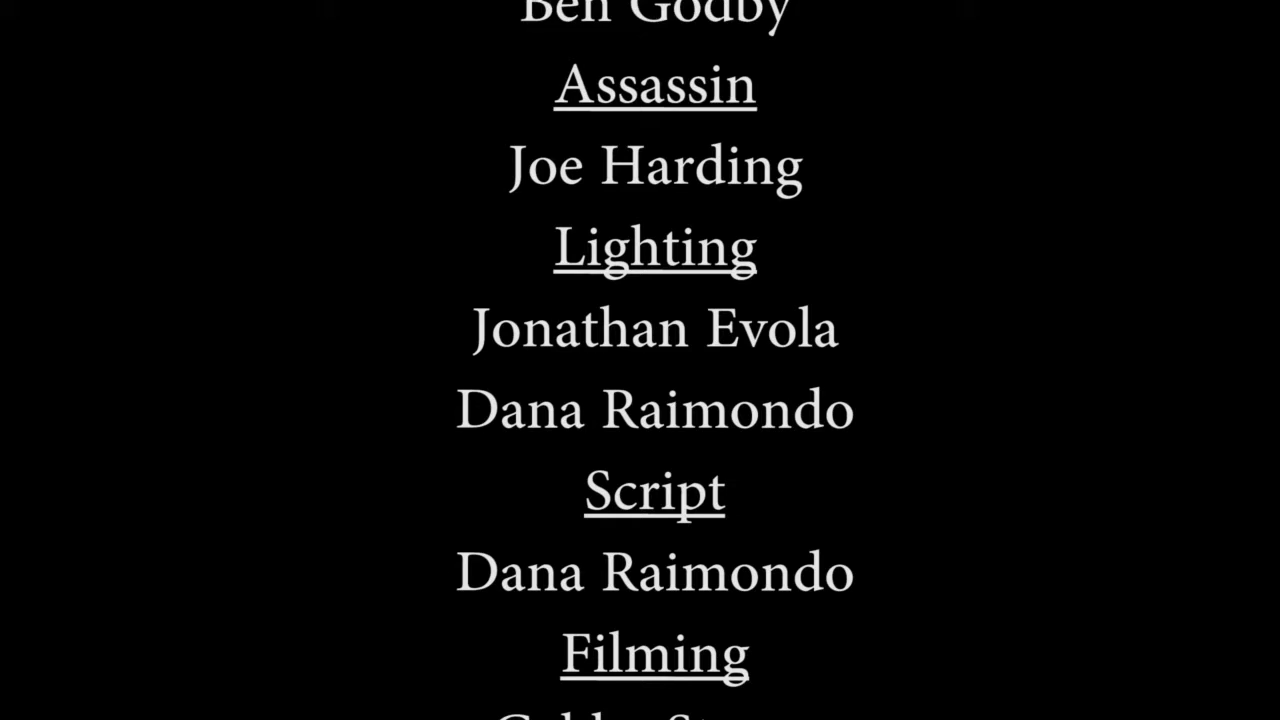 Ben Godby
Assassin
Joe Harding
Lighting
Jonathan Evola
Dana Raimondo
Script
Dana Raimondo
Filming